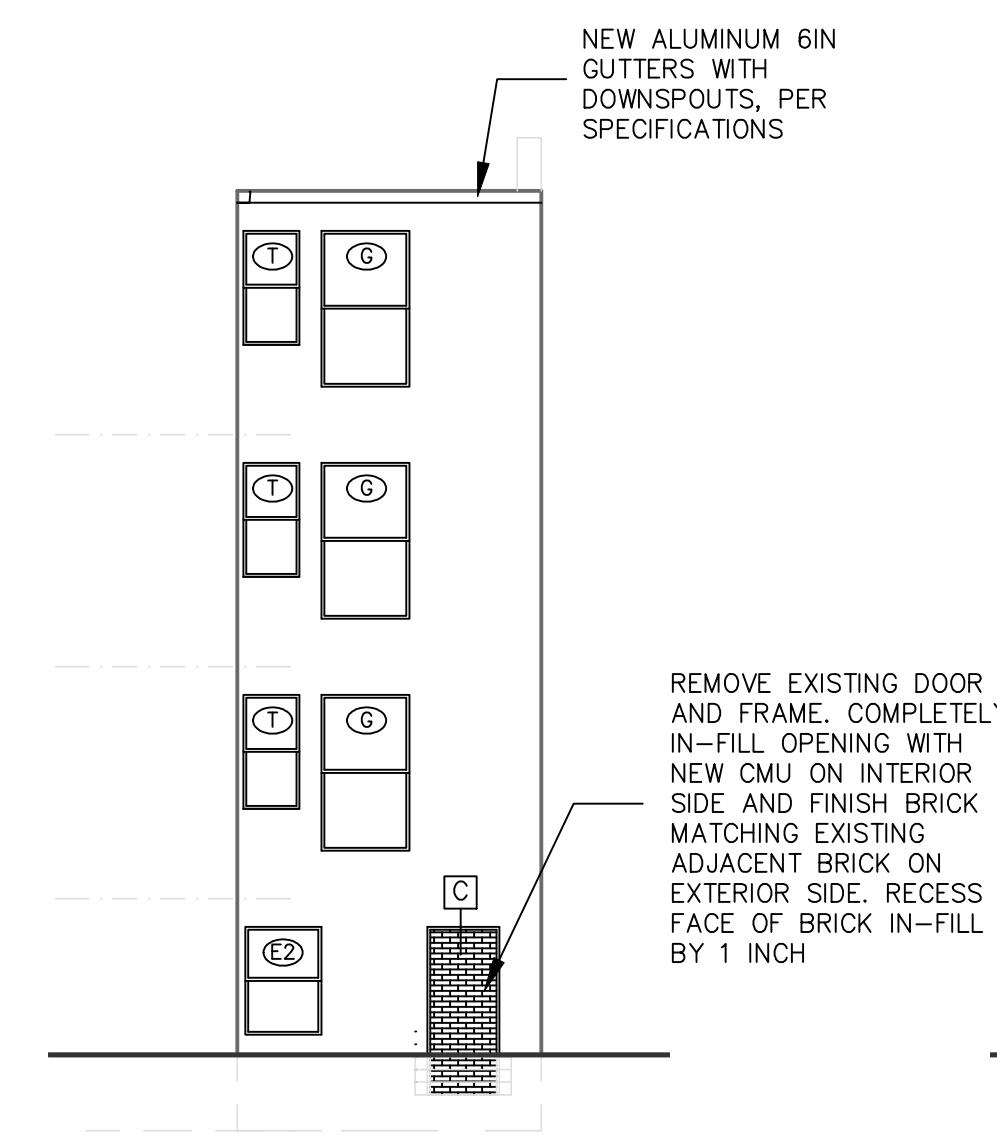 NEW ALUMINUM 6IN
GUTTERS WITH
DOWNSPOUTS, PER
SPECIFICATIONS
T
G
T
G
T
G
REMOVE EXISTING DOOR
AND FRAME. COMPLETELY
IN-FILL OPENING WITH
NEW CMU ON INTERIOR
SIDE AND FINISH BRICK
MATCHING EXISTING
ADJACENT BRICK ON
EXTERIOR SIDE. RECESS
FACE OF BRICK IN-FILL
BY 1 INCH
C
E2